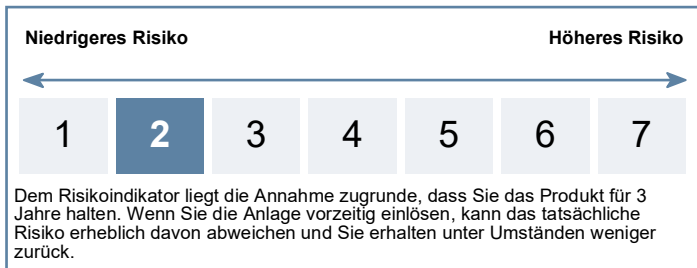 Niedrigeres Risiko Höheres Risiko
1 2 3 4 5 6 7
Dem Risikoindikator liegt die Annahme zugrunde, dass Sie das Produkt für 3
Jahre halten. Wenn Sie die Anlage vorzeitig einlösen, kann das tatsächliche
Risiko erheblich davon abweichen und Sie erhalten unter Umständen weniger
zurück.